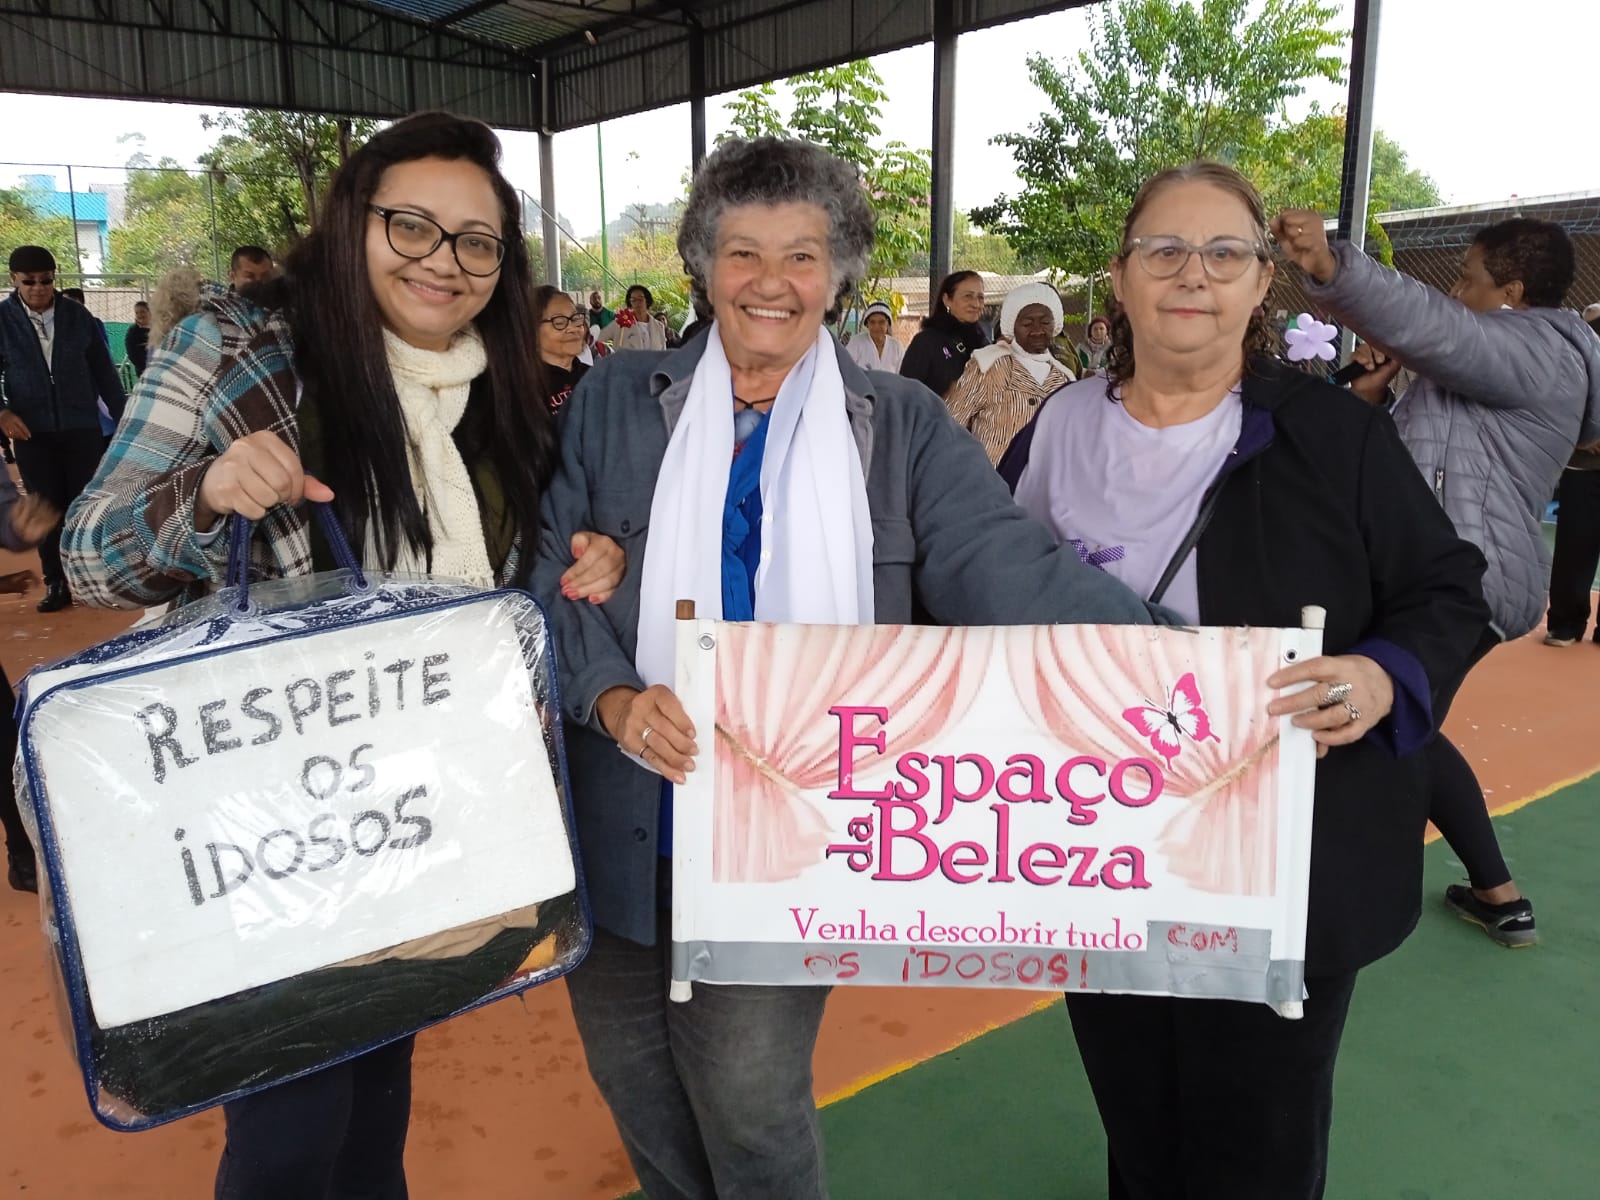 RESPEITE
OS
IDOSOS
Espaço
da
Beleza
Venha descobrir tudo COM
OS IDOSOS!